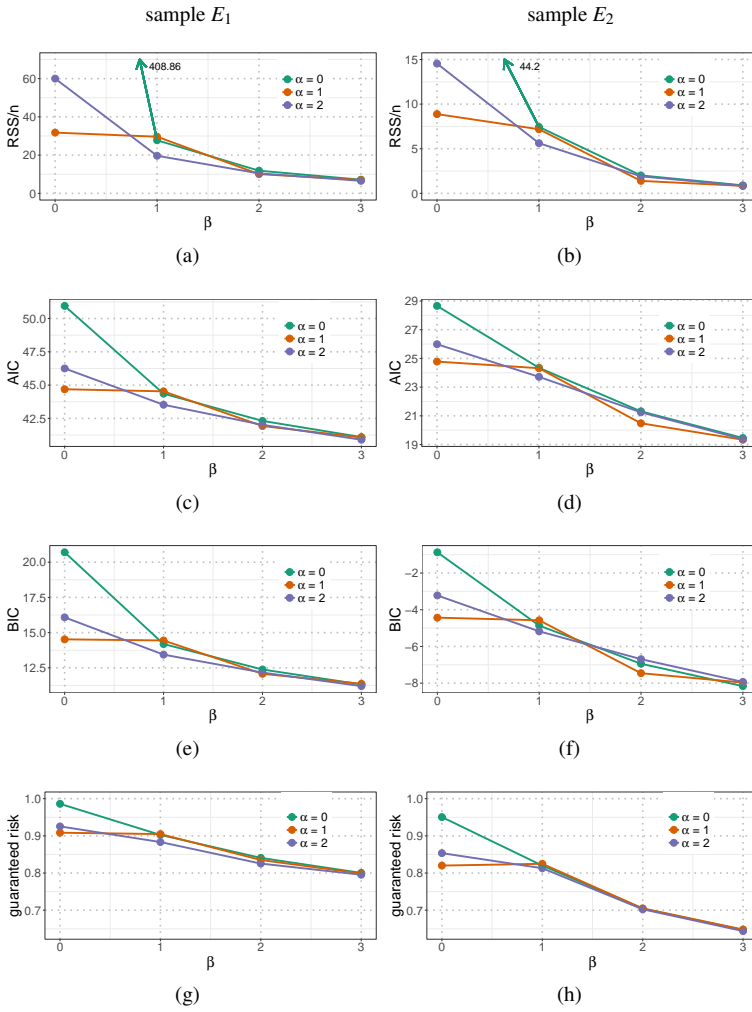 sample E₁
sample E₂
RSS/n
60
40
20
0
408.86
α = 0
α = 1
α = 2
0 1 2 3
β
(a)
RSS/n
15
10
5
0
44.2
α = 0
α = 1
α = 2
0 1 2 3
β
(b)
AIC
50.0
47.5
45.0
42.5
α = 0
α = 1
α = 2
0 1 2 3
β
(c)
AIC
29
27
25
23
21
19
α = 0
α = 1
α = 2
0 1 2 3
β
(d)
BIC
20.0
17.5
15.0
12.5
α = 0
α = 1
α = 2
0 1 2 3
β
(e)
BIC
−2
−4
−6
−8
α = 0
α = 1
α = 2
0 1 2 3
β
(f)
guaranteed risk
1.0
0.9
0.8
0.7
α = 0
α = 1
α = 2
0 1 2 3
β
(g)
guaranteed risk
1.0
0.9
0.8
0.7
α = 0
α = 1
α = 2
0 1 2 3
β
(h)